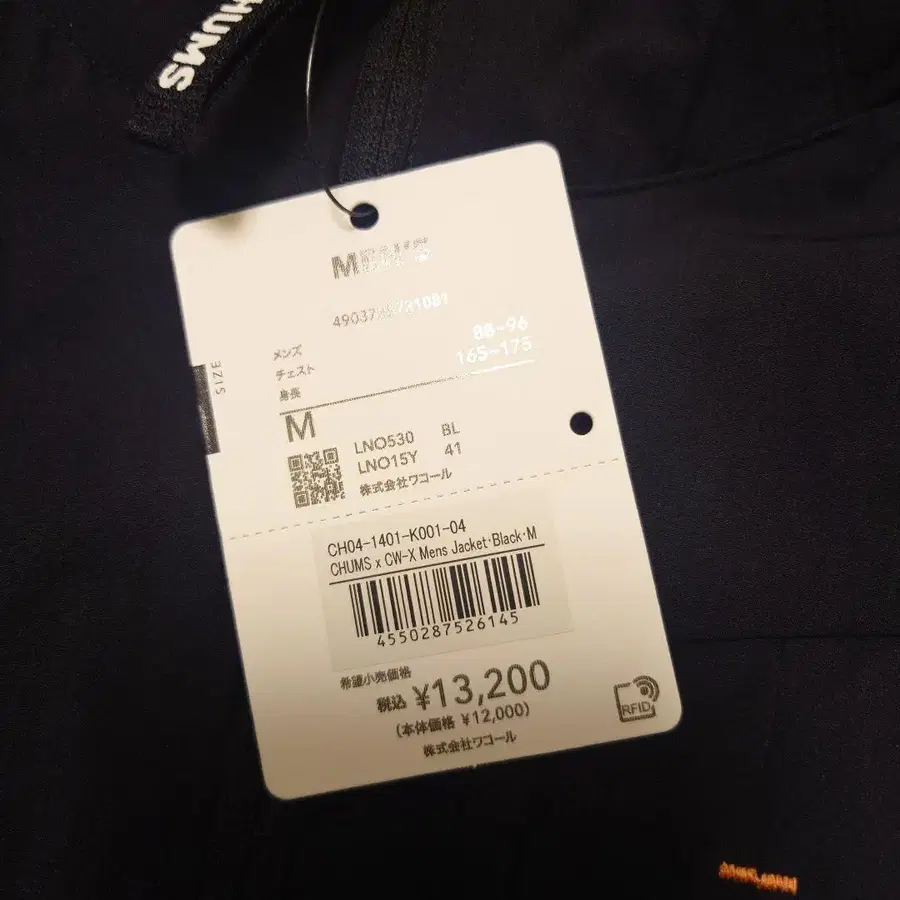 CHUMS
MEN'S
メンズ
チェスト 88-96
身長 165~175
SIZE
M
LNO530 BL
LNO15Y 41
株式会社ワコール
CH04-1401-K001-04
CHUMS x CW-X Mens Jacket･Black･M
4550287526145
希望小売価格
税込 ¥13,200
(本体価格 ¥12,000)
株式会社ワコール
RFID